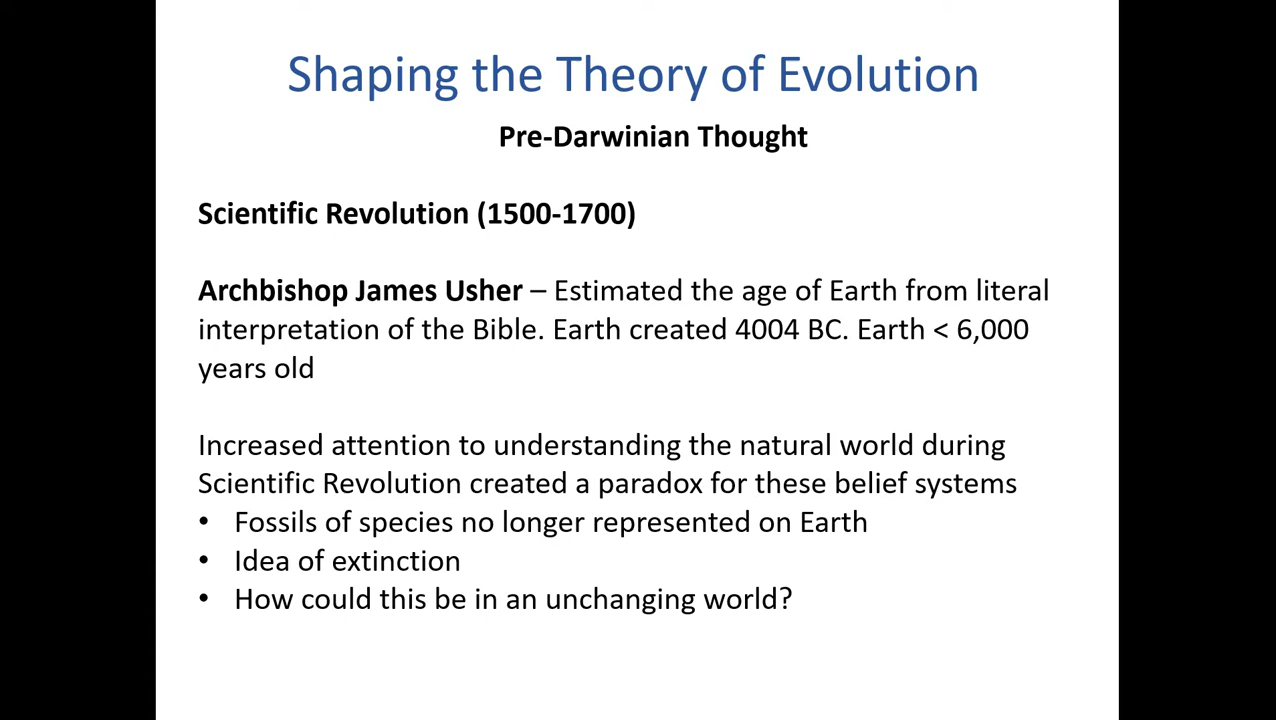 Shaping the Theory of Evolution
Pre-Darwinian Thought
Scientific Revolution (1500-1700)
Archbishop James Usher – Estimated the age of Earth from literal
interpretation of the Bible. Earth created 4004 BC. Earth < 6,000
years old
Increased attention to understanding the natural world during
Scientific Revolution created a paradox for these belief systems
• Fossils of species no longer represented on Earth
• Idea of extinction
• How could this be in an unchanging world?